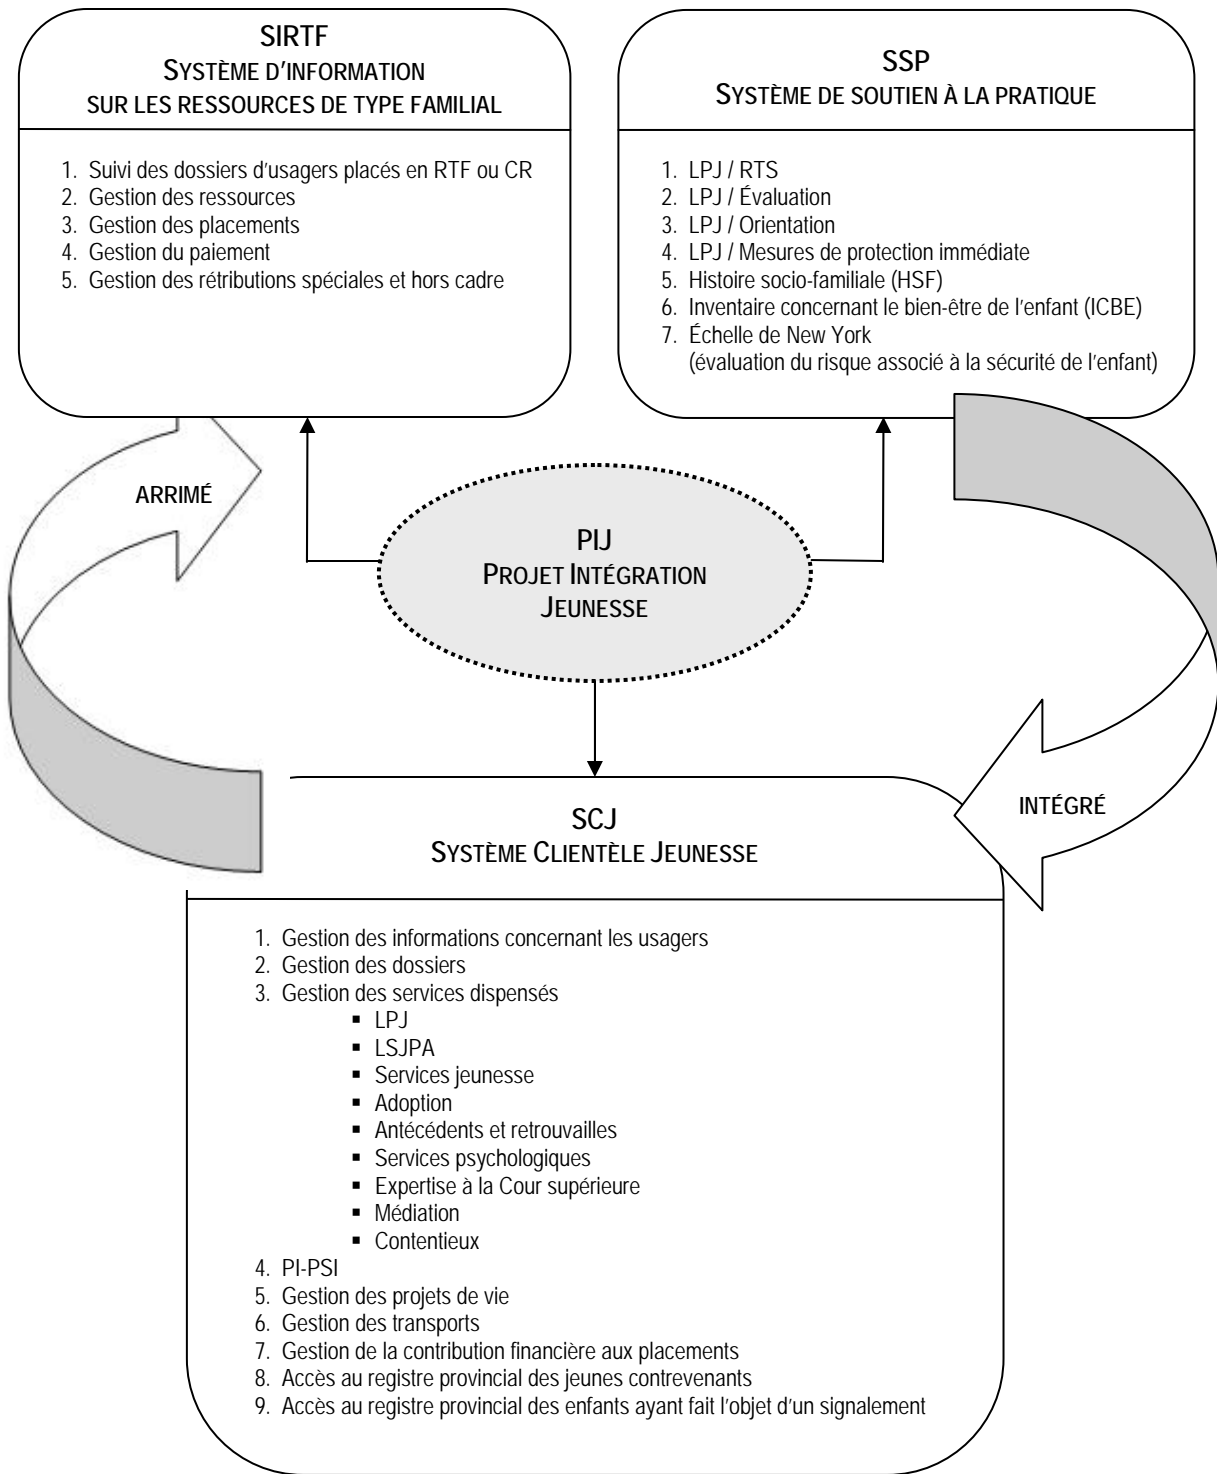 SIRTF
SYSTÈME D'INFORMATION
SUR LES RESSOURCES DE TYPE FAMILIAL
1. Suivi des dossiers d'usagers placés en RTF ou CR
2. Gestion des ressources
3. Gestion des placements
4. Gestion du paiement
5. Gestion des rétributions spéciales et hors cadre
SSP
SYSTÈME DE SOUTIEN À LA PRATIQUE
1. LPJ / RTS
2. LPJ / Évaluation
3. LPJ / Orientation
4. LPJ / Mesures de protection immédiate
5. Histoire socio-familiale (HSF)
6. Inventaire concernant le bien-être de l'enfant (ICBE)
7. Échelle de New York
(évaluation du risque associé à la sécurité de l'enfant)
ARRIMÉ
PIJ
PROJET INTÉGRATION
JEUNESSE
INTÉGRÉ
SCJ
SYSTÈME CLIENTÈLE JEUNESSE
1. Gestion des informations concernant les usagers
2. Gestion des dossiers
3. Gestion des services dispensés
▪ LPJ
▪ LSJPA
▪ Services jeunesse
▪ Adoption
▪ Antécédents et retrouvailles
▪ Services psychologiques
▪ Expertise à la Cour supérieure
▪ Médiation
▪ Contentieux
4. PI-PSI
5. Gestion des projets de vie
6. Gestion des transports
7. Gestion de la contribution financière aux placements
8. Accès au registre provincial des jeunes contrevenants
9. Accès au registre provincial des enfants ayant fait l'objet d'un signalement